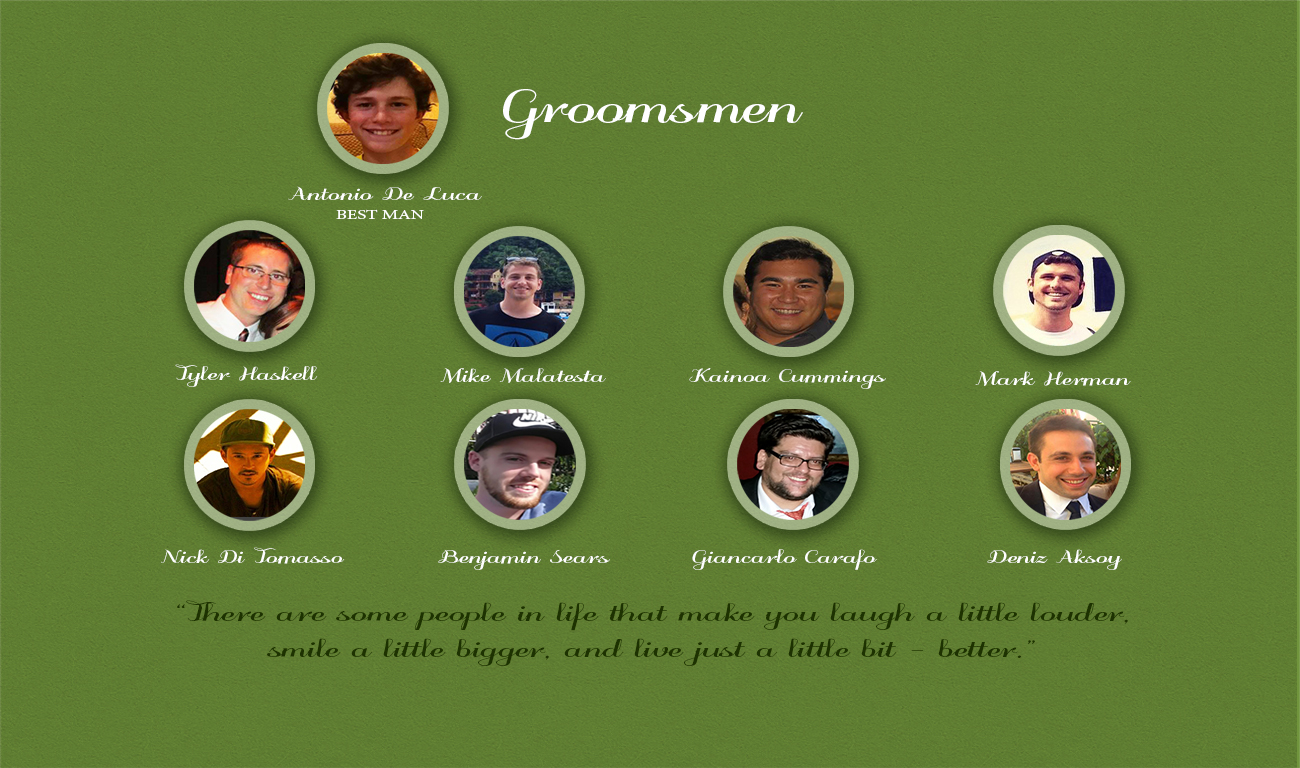 Groomsmen
Antonio De Luca
BEST MAN
Tyler Haskell
Mike Malatesta
Kainoa Cummings
Mark Herman
NIKE
Nick Di Tomasso
Benjamin Sears
Giancarlo Carafo
Deniz Aksoy
“There are some people in life that make you laugh a little louder,
smile a little bigger, and live just a little bit - better.”